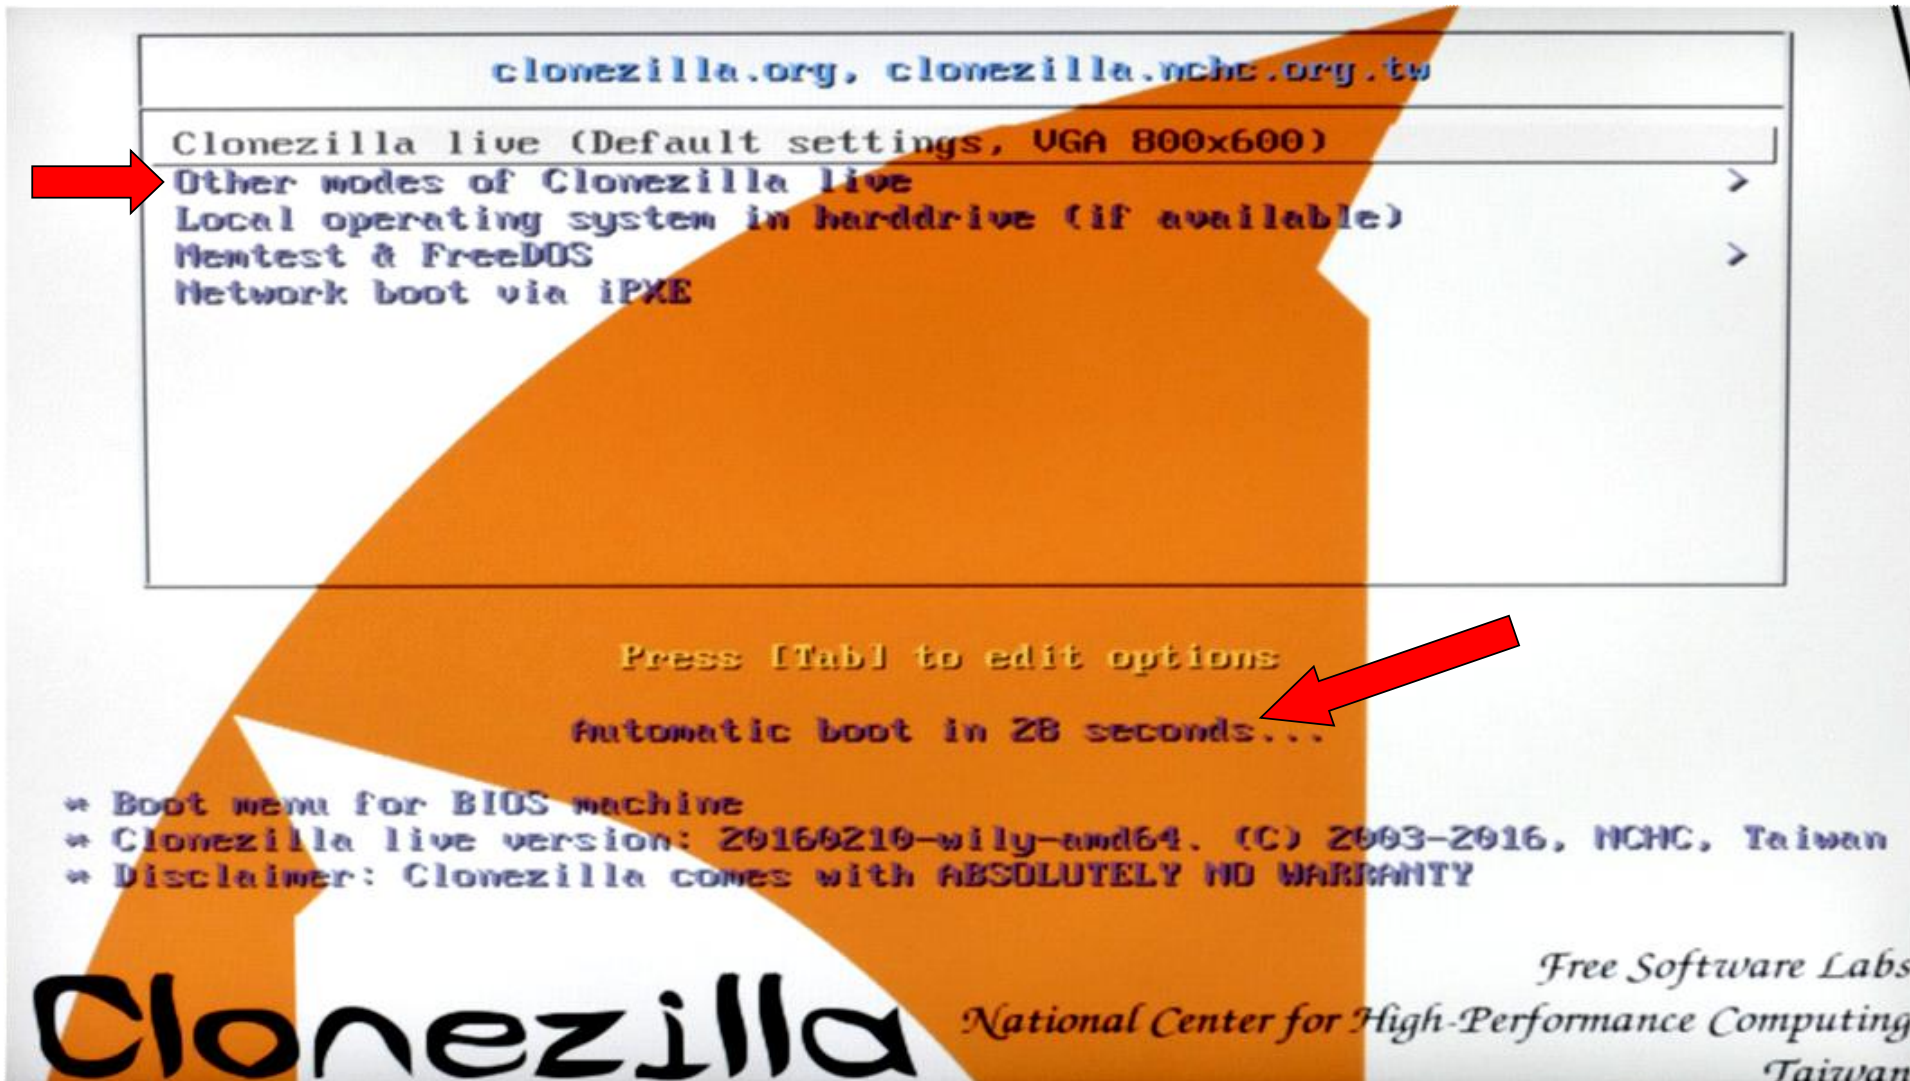 clonezilla.org, clonezilla.nchc.org.tw
Clonezilla live (Default settings, VGA 800x600)
Other modes of Clonezilla live >
Local operating system in harddrive (if available)
Memtest & FreeDOS >
Network boot via iPXE
Press [Tab] to edit options
Automatic boot in 28 seconds...
* Boot menu for BIOS machine
* Clonezilla live version: 20160210-wily-amd64. (C) 2003-2016, NCHC, Taiwan
* Disclaimer: Clonezilla comes with ABSOLUTELY NO WARRANTY
Free Software Labs
Clonezilla National Center for High-Performance Computing
Taiwan